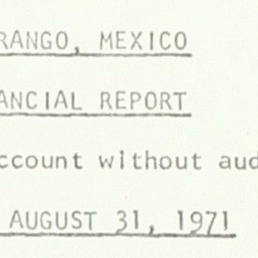 RANGO, MEXICO
ANCIAL REPORT
ccount without aud
AUGUST 31, 1971